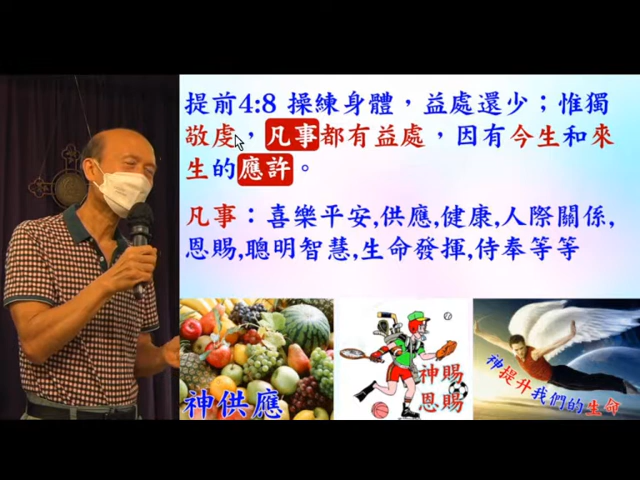 提前4:8 操練身體，益處還少；惟獨
敬虔，凡事都有益處，因有今生和來
生的應許。
凡事：喜樂平安,供應,健康,人際關係,
恩賜,聰明智慧,生命發揮,侍奉等等
神供應
神賜
恩賜
神提升我們的生命